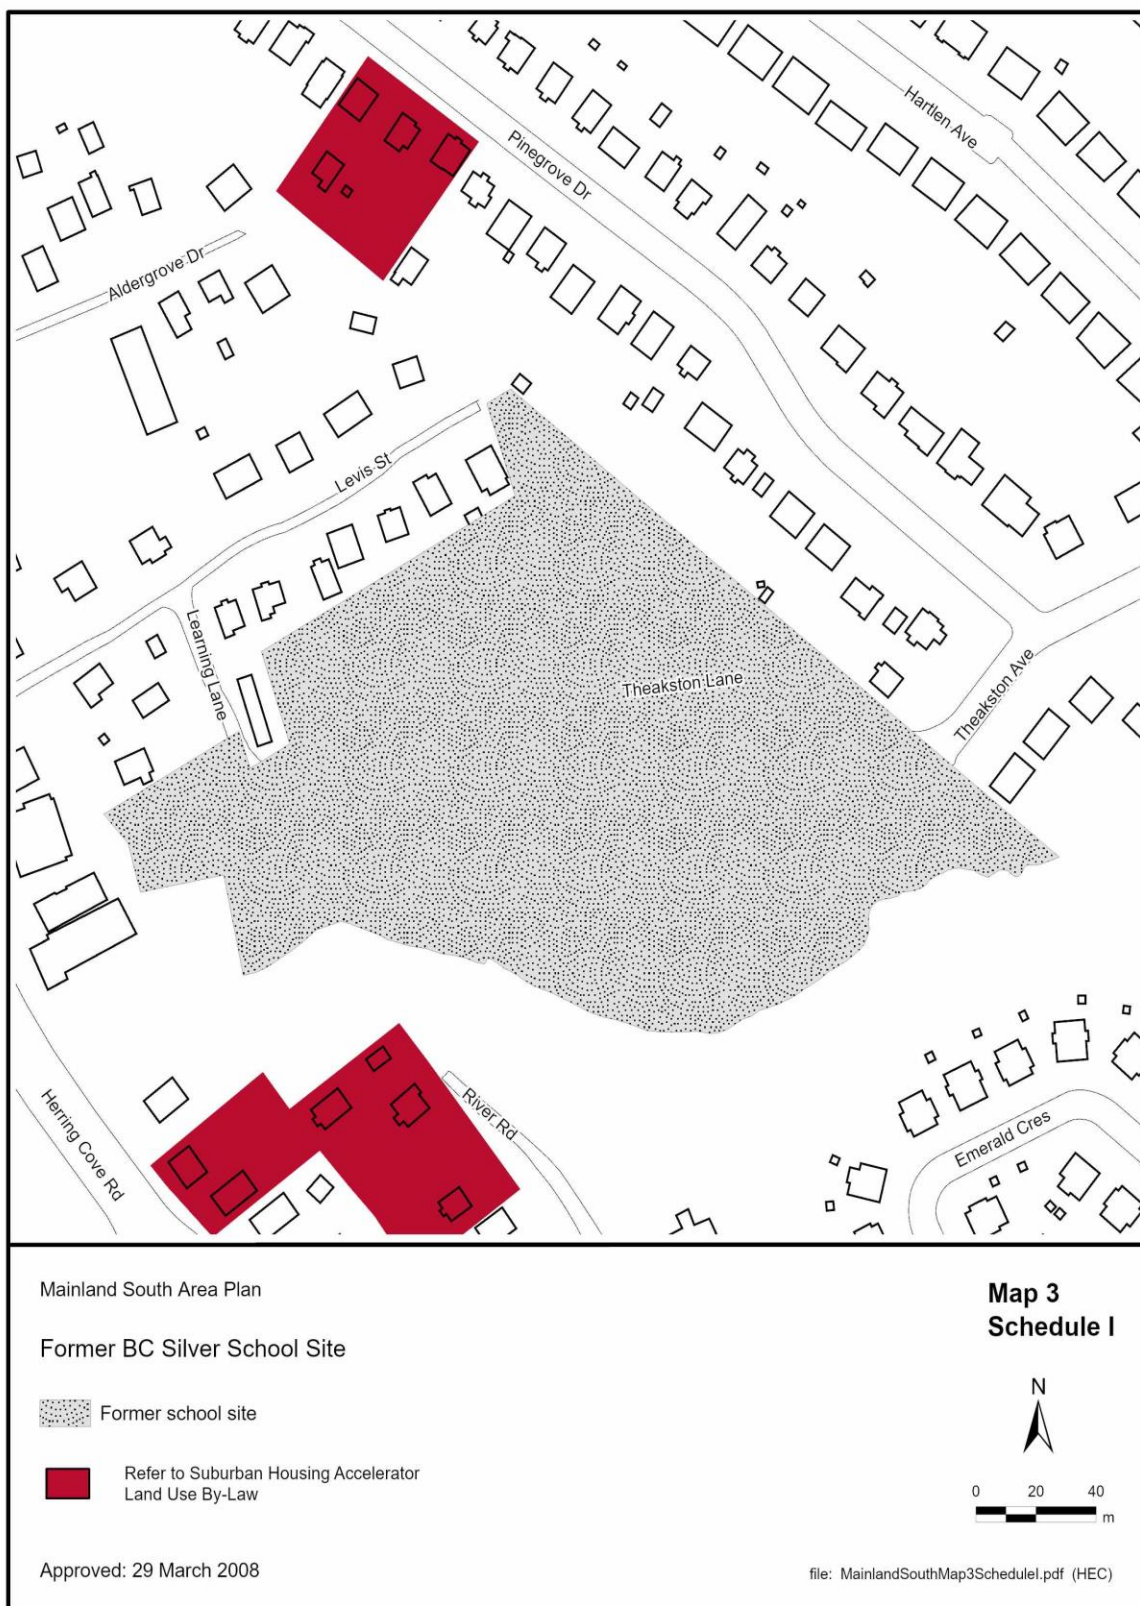 Hartlen Ave
Pinegrove Dr
Aldergrove Dr
Levis St
Learning Lane
Theakston Lane
Theakston Ave
River Rd
Herring Cove Rd
Emerald Cres
Mainland South Area Plan
Map 3
Schedule I
Former BC Silver School Site
N
Former school site
Refer to Suburban Housing Accelerator
Land Use By-Law
0 20 40
m
Approved: 29 March 2008
file: MainlandSouthMap3ScheduleI.pdf (HEC)